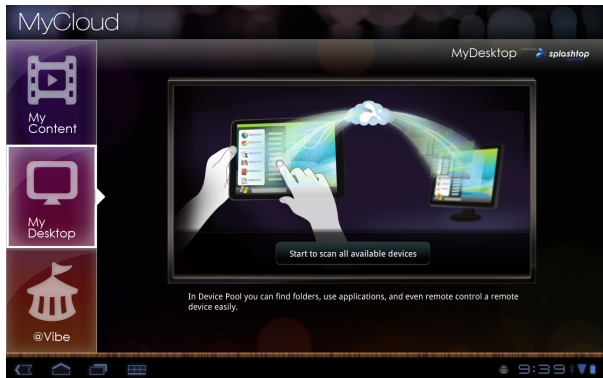 MyCloud
MyDesktop splashtop
My
Content
My
Desktop
@Vibe
Start to scan all available devices
In Device Pool you can find folders, use applications, and even remote control a remote
device easily.
9:39